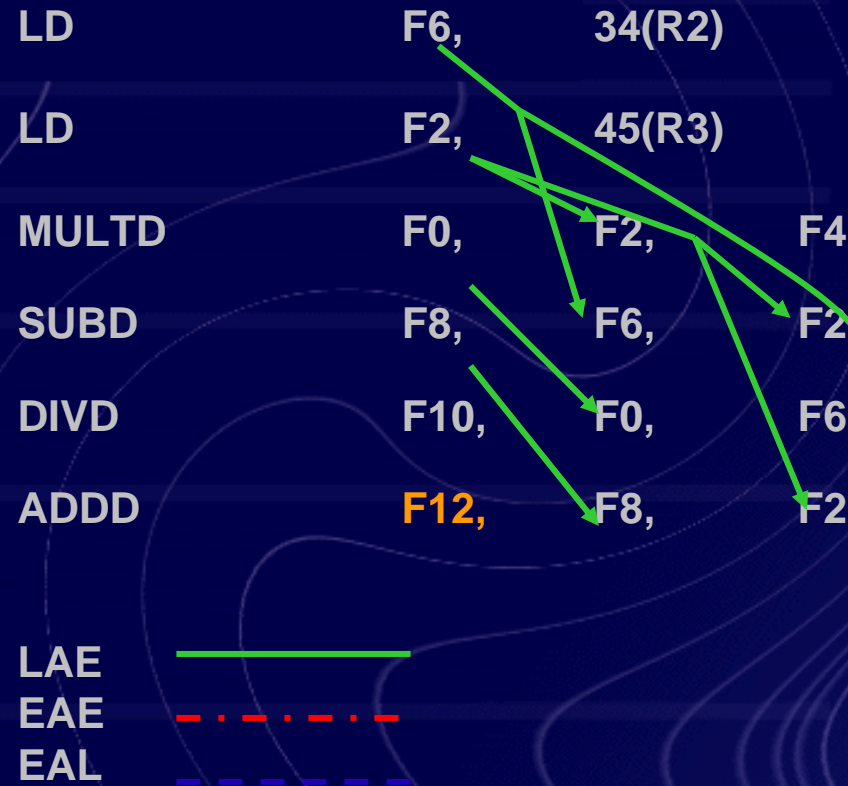 LD F6, 34(R2)
LD F2, 45(R3)
MULTD F0, F2, F4
SUBD F8, F6, F2
DIVD F10, F0, F6
ADDD F12, F8, F2
LAE
EAE
EAL